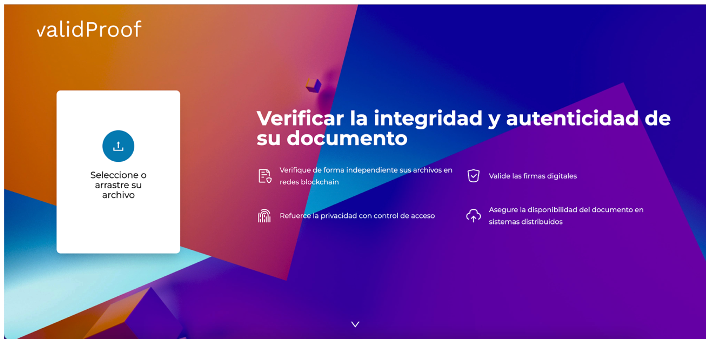 validProof
Seleccione o
arrastre su
archivo
Verificar la integridad y autenticidad de
su documento
Verifique de forma independiente sus archivos en
redes blockchain
Valide las firmas digitales
Refuerce la privacidad con control de acceso
Asegure la disponibilidad del documento en
sistemas distribuidos